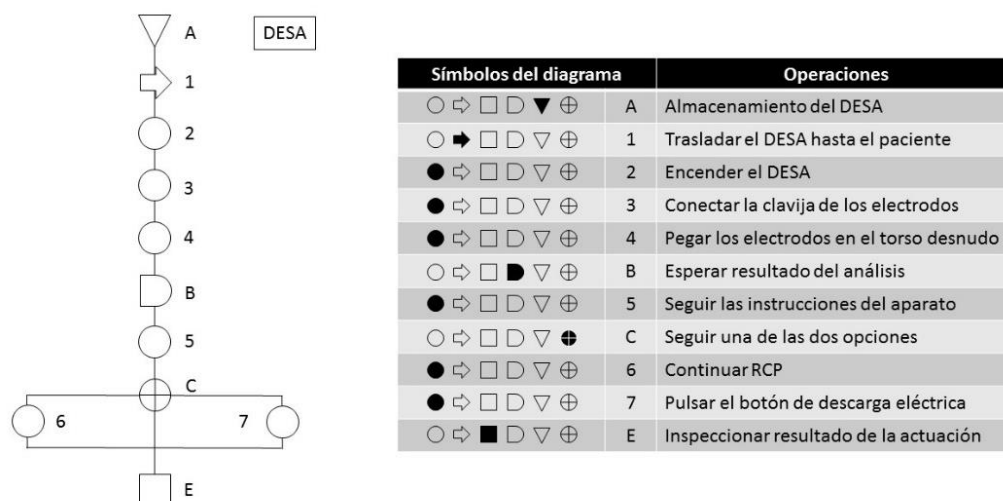 A
DESA
1
2
3
4
B
5
C
6
7
E
Símbolos del diagrama Operaciones
A Almacenamiento del DESA
1 Trasladar el DESA hasta el paciente
2 Encender el DESA
3 Conectar la clavija de los electrodos
4 Pegar los electrodos en el torso desnudo
B Esperar resultado del análisis
5 Seguir las instrucciones del aparato
C Seguir una de las dos opciones
6 Continuar RCP
7 Pulsar el botón de descarga eléctrica
E Inspeccionar resultado de la actuación